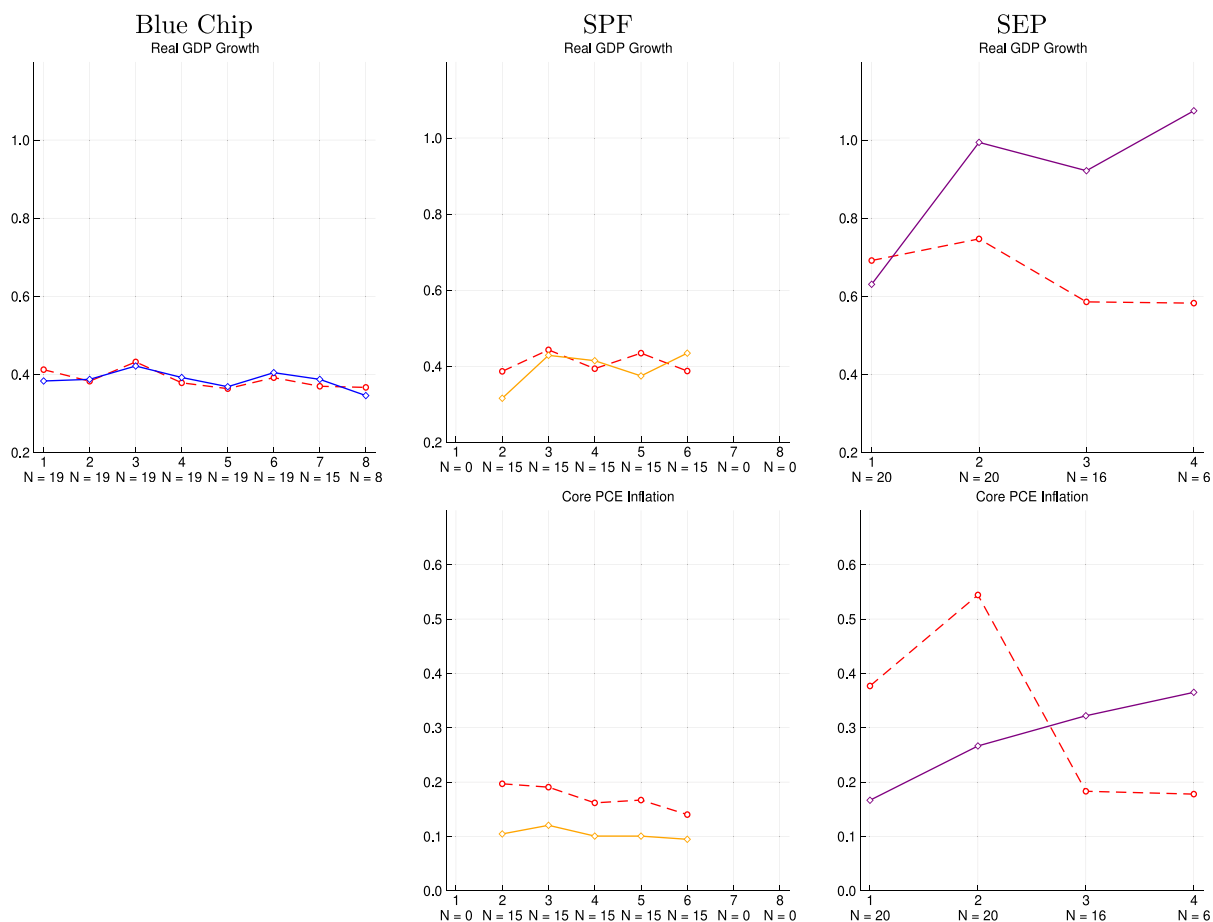 Blue Chip
Real GDP Growth
1.0
0.8
0.6
0.4
0.2
1 2 3 4 5 6 7 8
N = 19 N = 19 N = 19 N = 19 N = 19 N = 19 N = 15 N = 8
SPF
Real GDP Growth
1.0
0.8
0.6
0.4
0.2
1 2 3 4 5 6 7 8
N = 0 N = 15 N = 15 N = 15 N = 15 N = 15 N = 0 N = 0
SEP
Real GDP Growth
1.0
0.8
0.6
0.4
0.2
1 2 3 4
N = 20 N = 20 N = 16 N = 6
Core PCE Inflation
0.6
0.5
0.4
0.3
0.2
0.1
0.0
1 2 3 4 5 6 7 8
N = 0 N = 15 N = 15 N = 15 N = 15 N = 15 N = 0 N = 0
Core PCE Inflation
0.6
0.5
0.4
0.3
0.2
0.1
0.0
1 2 3 4
N = 20 N = 20 N = 16 N = 6